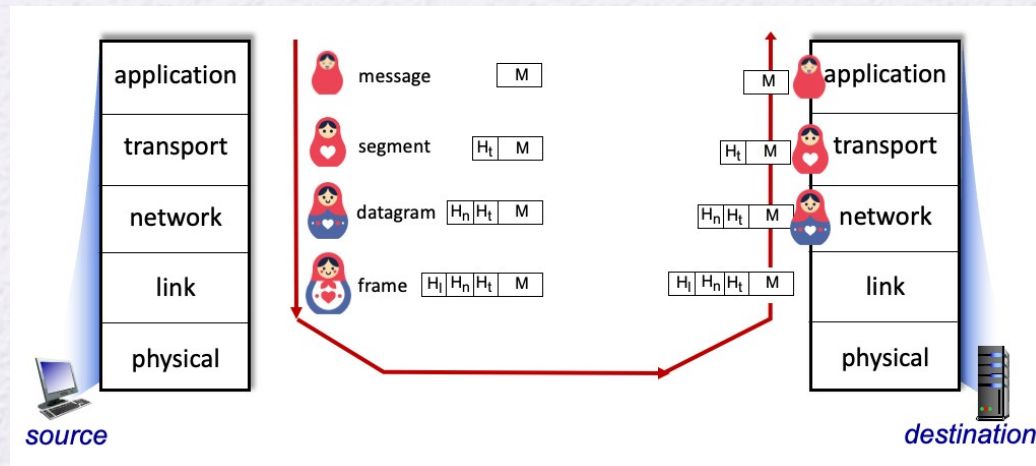 application
transport
network
link
physical
source
message M
segment Ht M
datagram Hn Ht M
frame Hl Hn Ht M
M
Ht M
Hn Ht M
Hl Hn Ht M
application
transport
network
link
physical
destination